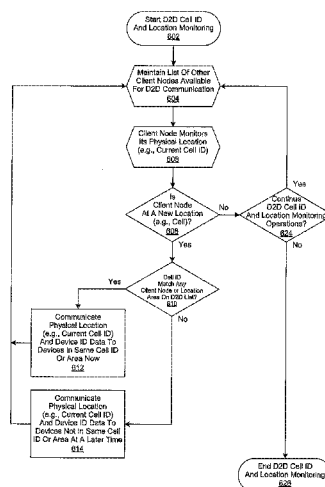 Start D2D Cell ID
And Location Monitoring
602
Maintain List Of Other
Client Nodes Available
For D2D Communication
604
Client Node Monitors
Its Physical Location
(e.g., Current Cell ID)
606
Is
Client Node
At A New Location
(e.g., Cell)?
608
No
Continue
D2D Cell ID
And Location Monitoring
Operations?
624
Yes
Yes
Cell ID
Match Any
Client Node or Location
Area On D2D List?
610
Yes
No
No
Communicate
Physical Location
(e.g., Current Cell ID)
And Device ID Data To
Devices In Same Cell ID
Or Area Now
612
Communicate
Physical Location
(e.g., Current Cell ID)
And Device ID Data To
Devices Not In Same Cell
ID Or Area At A Later Time
614
End D2D Cell ID
And Location Monitoring
626